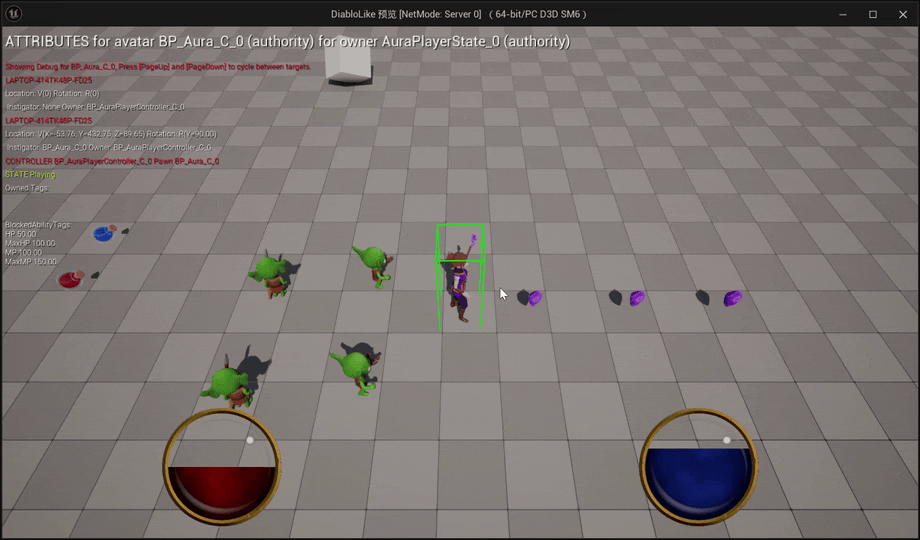 DiabloLike 预览 [NetMode: Server 0] （64-bit/PC D3D SM6）
ATTRIBUTES for avatar BP_Aura_C_0 (authority) for owner AuraPlayerState_0 (authority)
Showing Debug for BP_Aura_C_0, Press [PageUp] and [PageDown] to cycle between targets.
LAPTOP-414TK48P-FD25
Location: V(0) Rotation: R(0)
Instigator: None Owner: BP_AuraPlayerController_C_0
LAPTOP-414TK48P-FD25
Location: V(X=-53.76, Y=-432.75, Z=89.65) Rotation: R(Y=90.00)
Instigator: BP_Aura_C_0 Owner: BP_AuraPlayerController_C_0
CONTROLLER BP_AuraPlayerController_C_0 Pawn BP_Aura_C_0
STATE Playing
Owned Tags:
BlockedAbilityTags:
HP:50.00
MaxHP:100.00
MP:100.00
MaxMP:150.00